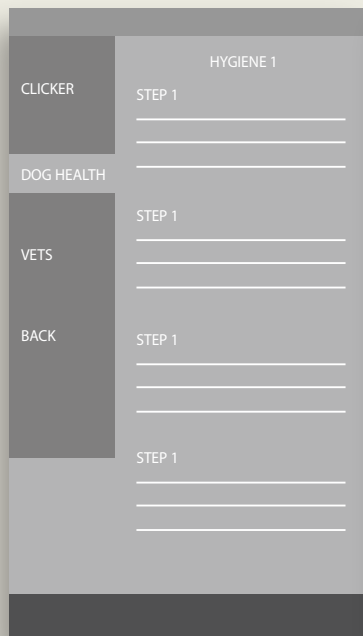 HYGIENE 1
CLICKER
STEP 1
DOG HEALTH
STEP 1
VETS
BACK
STEP 1
STEP 1